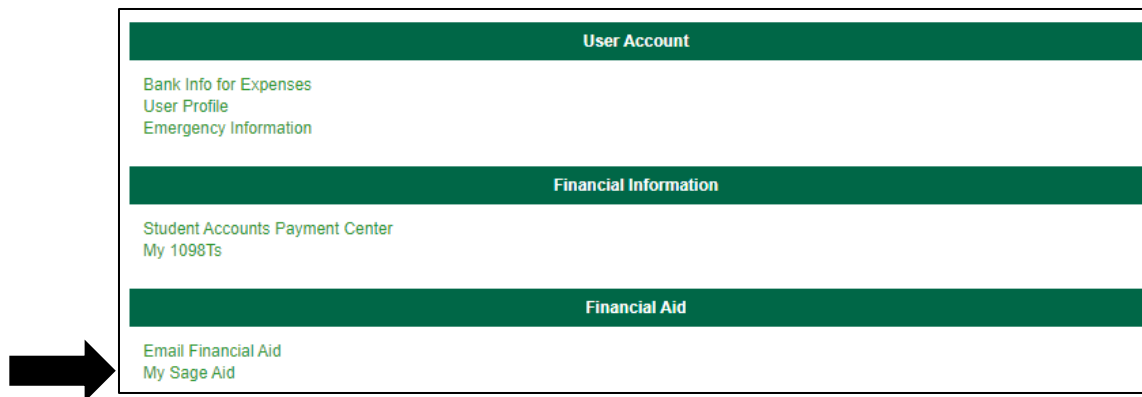 User Account
Bank Info for Expenses
User Profile
Emergency Information
Financial Information
Student Accounts Payment Center
My 1098Ts
Financial Aid
Email Financial Aid
My Sage Aid